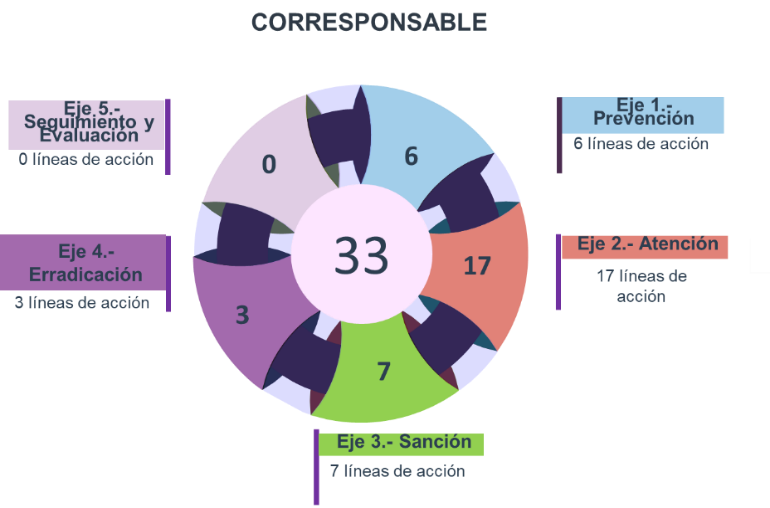 CORRESPONSABLE
Eje 5.-
Seguimiento y
Evaluación
0 líneas de acción
Eje 1.-
Prevención
6 líneas de acción
0
6
33
Eje 4.-
Erradicación
3 líneas de acción
Eje 2.- Atención
17 líneas de
acción
17
3
7
Eje 3.- Sanción
7 líneas de acción